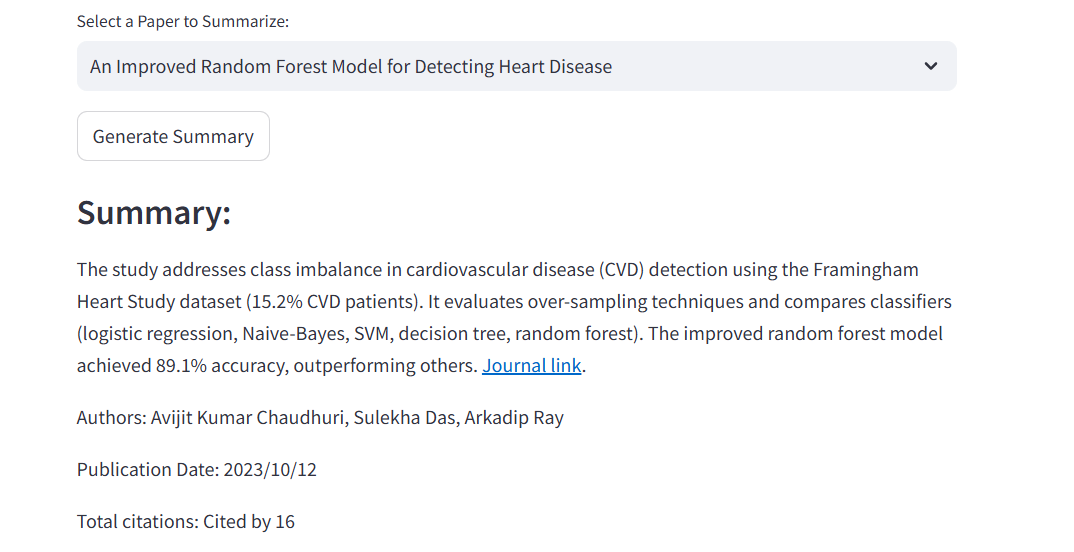 Select a Paper to Summarize:
An Improved Random Forest Model for Detecting Heart Disease
Generate Summary
Summary:
The study addresses class imbalance in cardiovascular disease (CVD) detection using the Framingham
Heart Study dataset (15.2% CVD patients). It evaluates over-sampling techniques and compares classifiers
(logistic regression, Naive-Bayes, SVM, decision tree, random forest). The improved random forest model
achieved 89.1% accuracy, outperforming others. Journal link.
Authors: Avijit Kumar Chaudhuri, Sulekha Das, Arkadip Ray
Publication Date: 2023/10/12
Total citations: Cited by 16